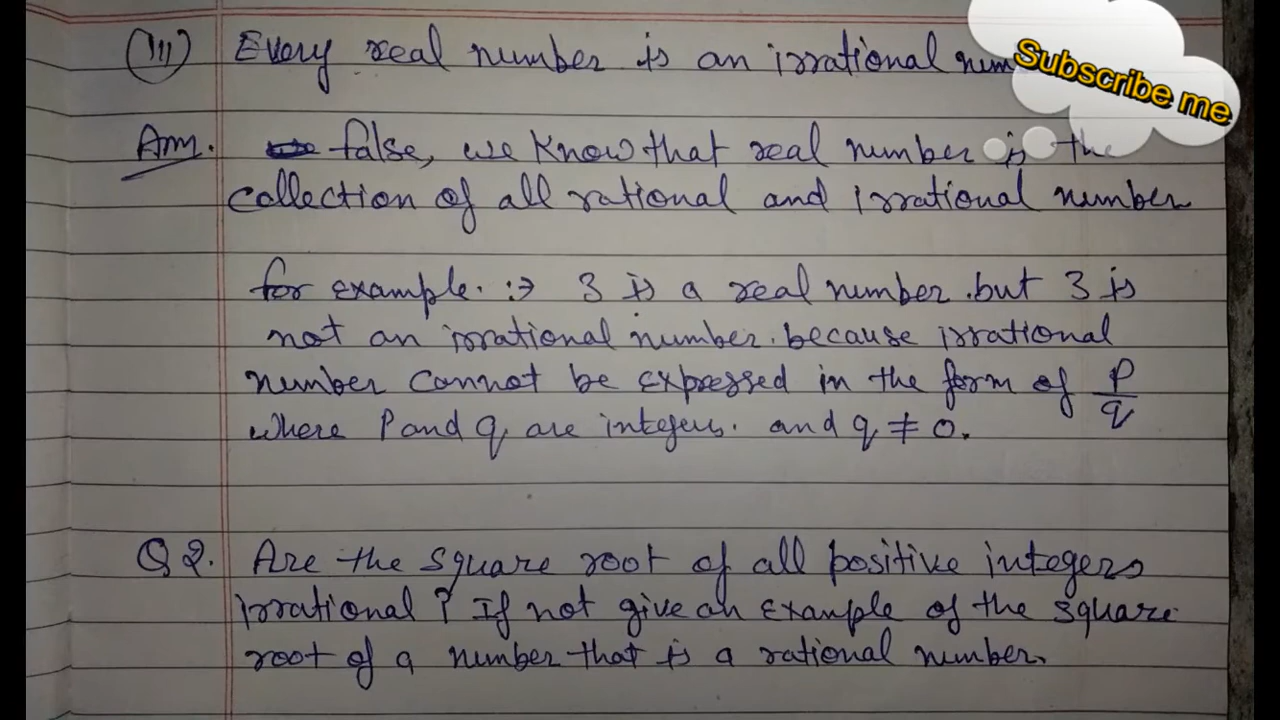 (iii) Every real number is an irrational num
Subscribe me
Ans. false, we know that real number is the
collection of all rational and irrational number
for example. :→ 3 is a real number. but 3 is
not an irrational number. because irrational
number cannot be expressed in the form of P/q
where P and q are integers. and q ≠ 0.
Q 2. Are the square root of all positive integers
irrational? If not give an example of the square
root of a number that is a rational number.